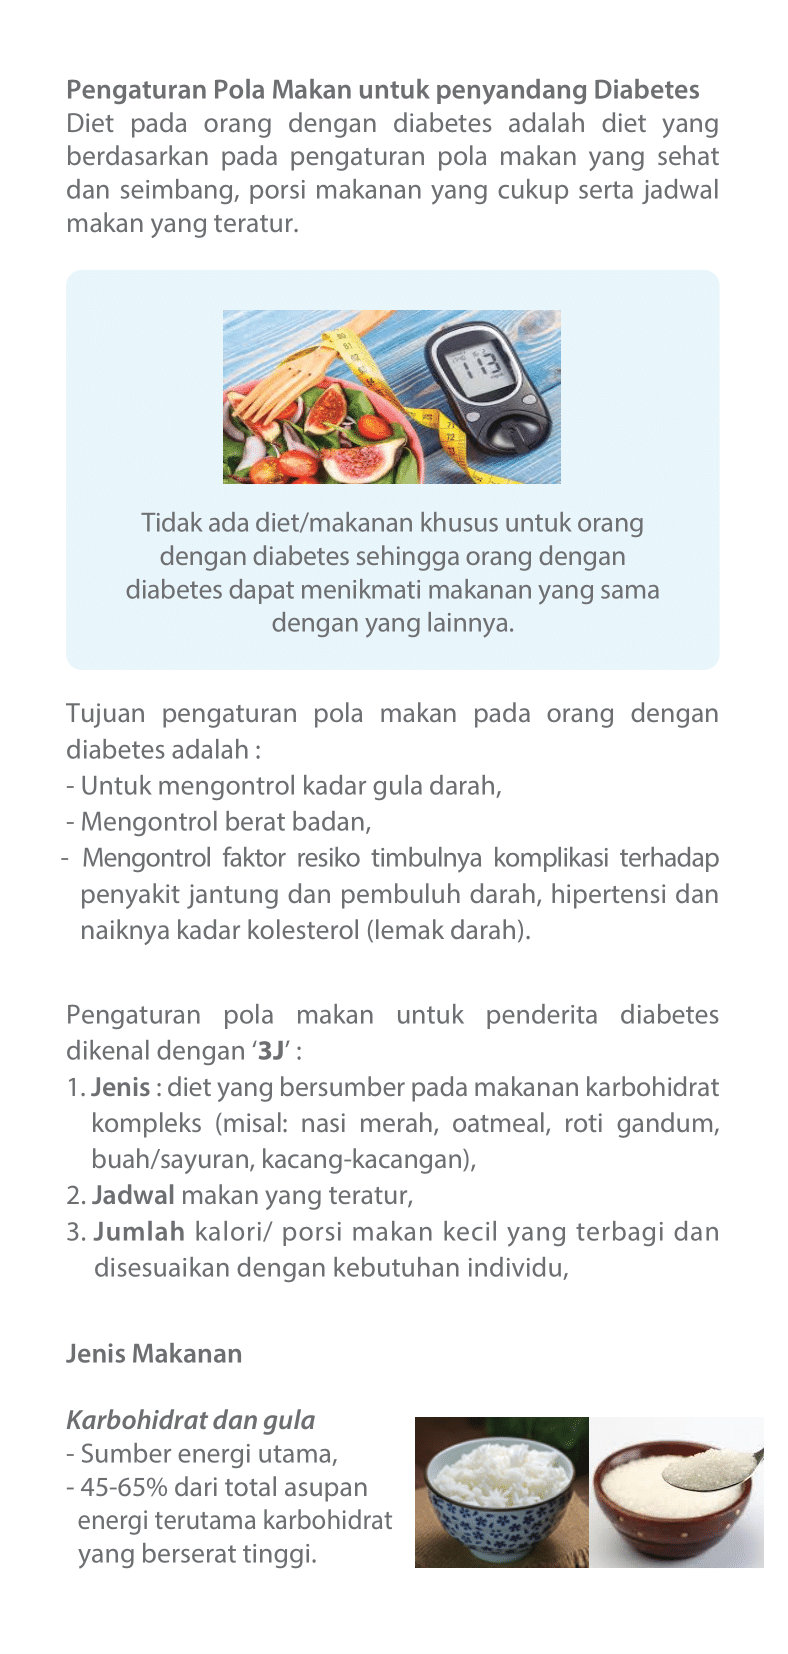 Pengaturan Pola Makan untuk penyandang Diabetes
Diet pada orang dengan diabetes adalah diet yang
berdasarkan pada pengaturan pola makan yang sehat
dan seimbang, porsi makanan yang cukup serta jadwal
makan yang teratur.
113
Tidak ada diet/makanan khusus untuk orang
dengan diabetes sehingga orang dengan
diabetes dapat menikmati makanan yang sama
dengan yang lainnya.
Tujuan pengaturan pola makan pada orang dengan
diabetes adalah :
- Untuk mengontrol kadar gula darah,
- Mengontrol berat badan,
- Mengontrol faktor resiko timbulnya komplikasi terhadap
penyakit jantung dan pembuluh darah, hipertensi dan
naiknya kadar kolesterol (lemak darah).
Pengaturan pola makan untuk penderita diabetes
dikenal dengan ‘3J’ :
1. Jenis : diet yang bersumber pada makanan karbohidrat
kompleks (misal: nasi merah, oatmeal, roti gandum,
buah/sayuran, kacang-kacangan),
2. Jadwal makan yang teratur,
3. Jumlah kalori/ porsi makan kecil yang terbagi dan
disesuaikan dengan kebutuhan individu,
Jenis Makanan
Karbohidrat dan gula
- Sumber energi utama,
- 45-65% dari total asupan
energi terutama karbohidrat
yang berserat tinggi.